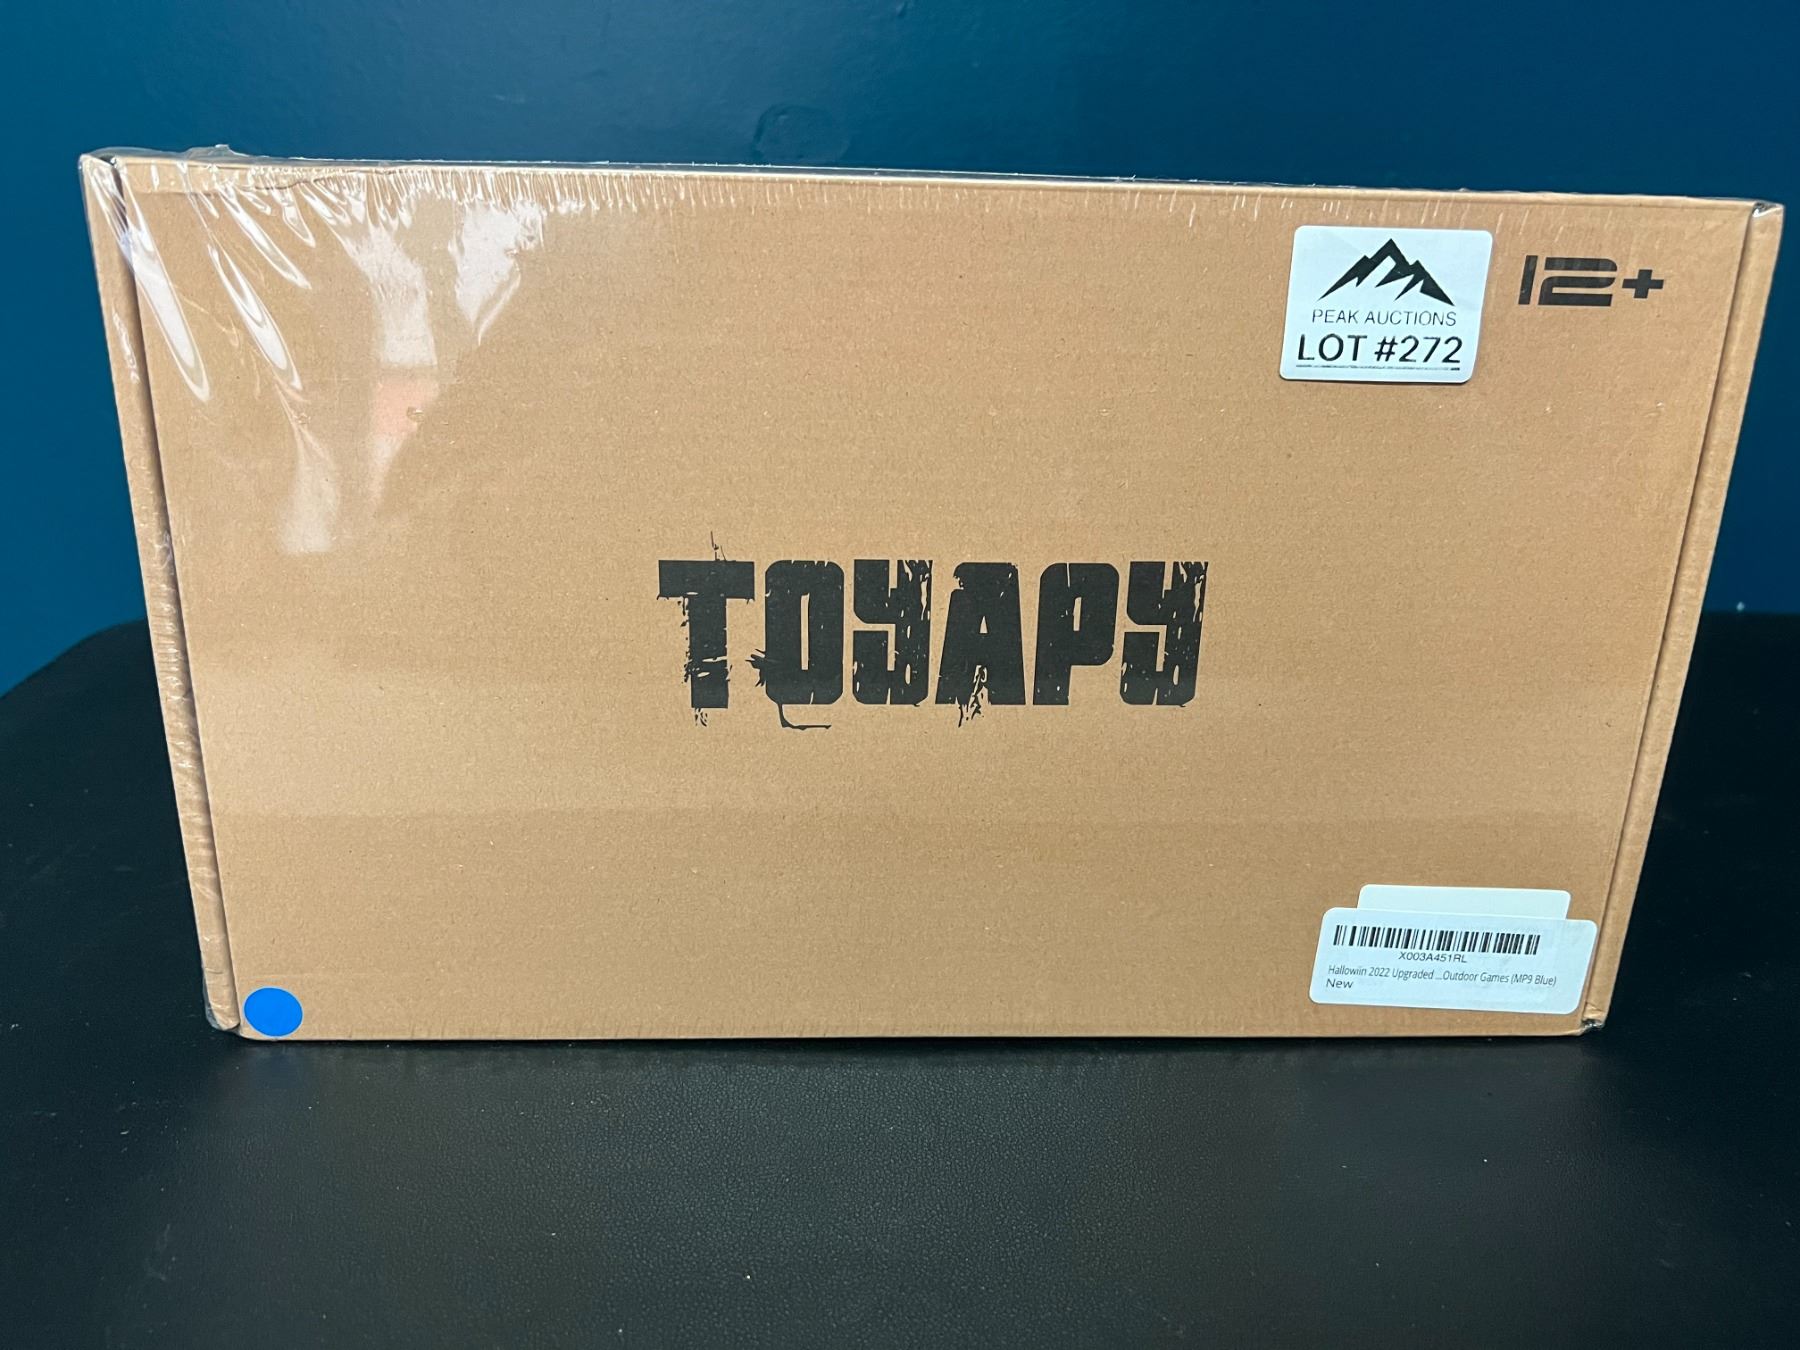 PEAK AUCTIONS
LOT #272
12+
TOYAPY
X003A451RL
Hallowiin 2022 Upgraded ...Outdoor Games (MP9 Blue)
New